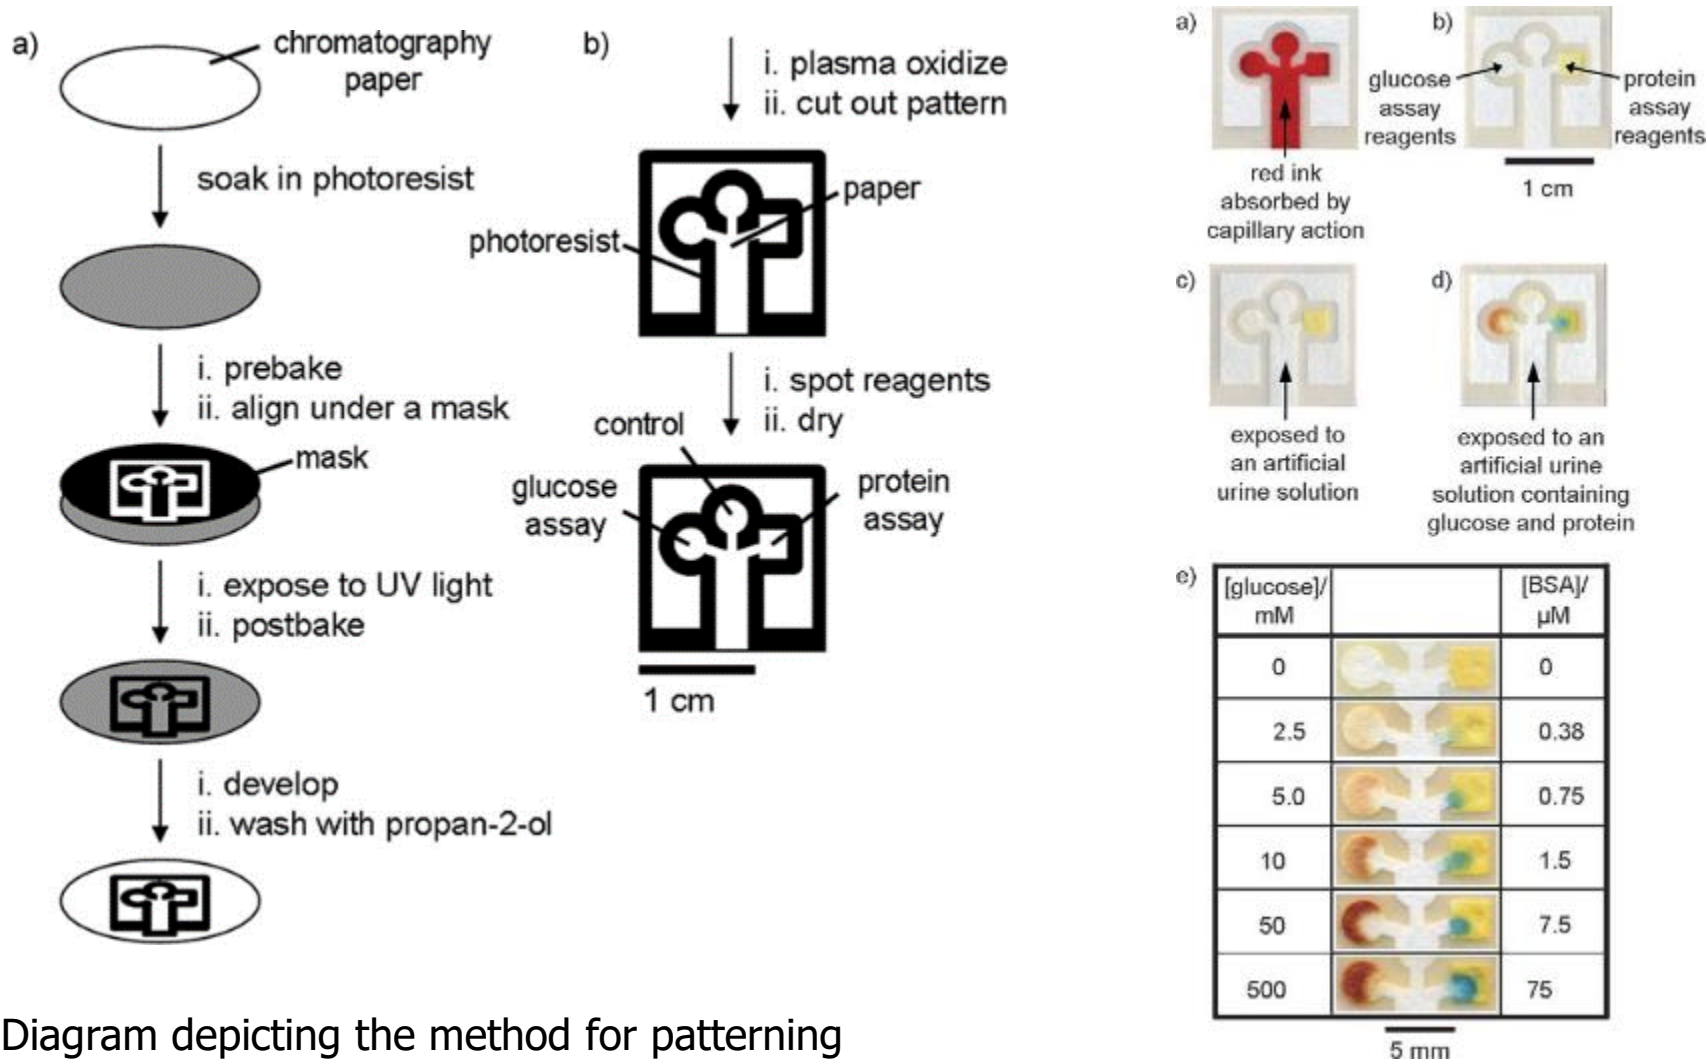 a)
chromatography
paper
soak in photoresist
i. prebake
ii. align under a mask
mask
i. expose to UV light
ii. postbake
i. develop
ii. wash with propan-2-ol
b)
i. plasma oxidize
ii. cut out pattern
paper
photoresist
i. spot reagents
ii. dry
control
glucose
assay
protein
assay
1 cm
Diagram depicting the method for patterning
a)
red ink
absorbed by
capillary action
b)
glucose
assay
reagents
protein
assay
reagents
1 cm
c)
exposed to
an artificial
urine solution
d)
exposed to an
artificial urine
solution containing
glucose and protein
e)
[glucose]/
mM
[BSA]/
µM
0
0
2.5
0.38
5.0
0.75
10
1.5
50
7.5
500
75
5 mm